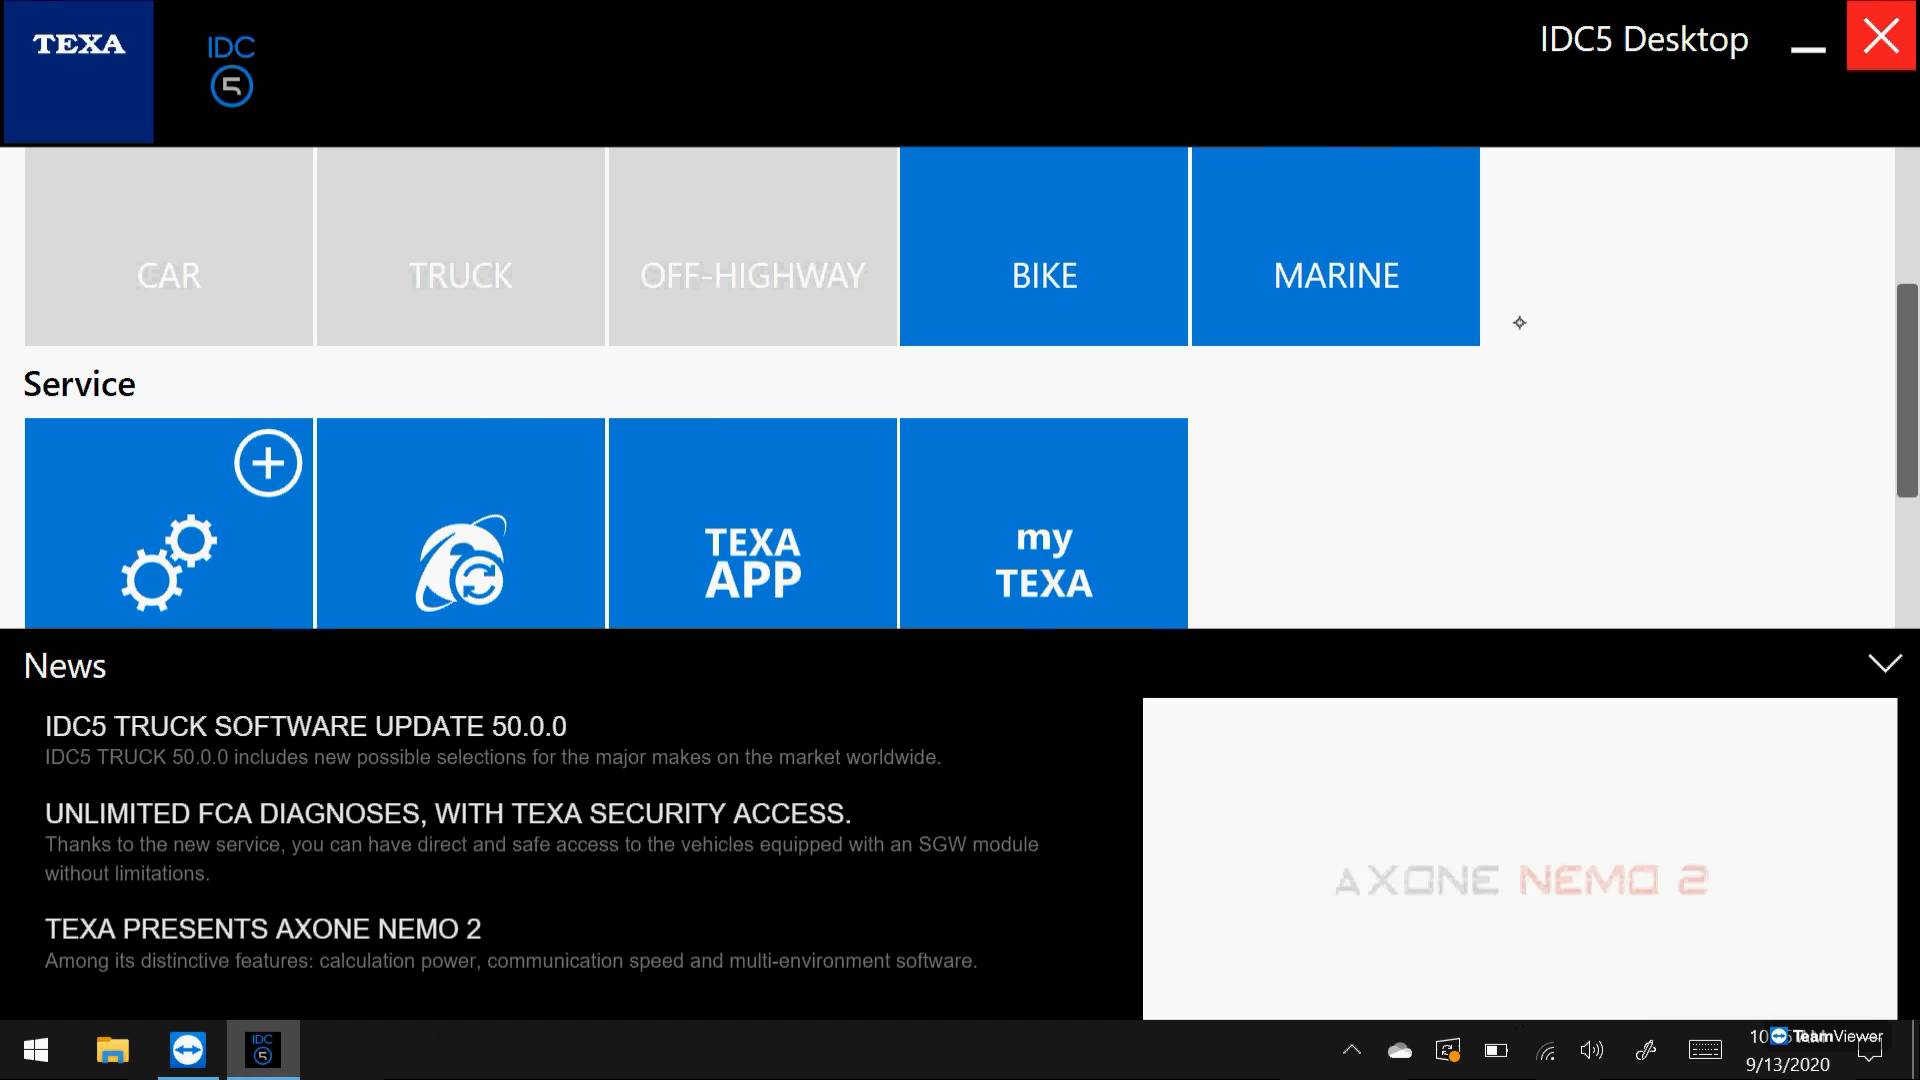 TEXA
IDC
5
IDC5 Desktop
CAR
TRUCK
OFF-HIGHWAY
BIKE
MARINE
Service
TEXA
APP
my
TEXA
News
IDC5 TRUCK SOFTWARE UPDATE 50.0.0
IDC5 TRUCK 50.0.0 includes new possible selections for the major makes on the market worldwide.
UNLIMITED FCA DIAGNOSES, WITH TEXA SECURITY ACCESS.
Thanks to the new service, you can have direct and safe access to the vehicles equipped with an SGW module
without limitations.
TEXA PRESENTS AXONE NEMO 2
Among its distinctive features: calculation power, communication speed and multi-environment software.
AXONE NEMO 2
IDC
5
TeamViewer
9/13/2020